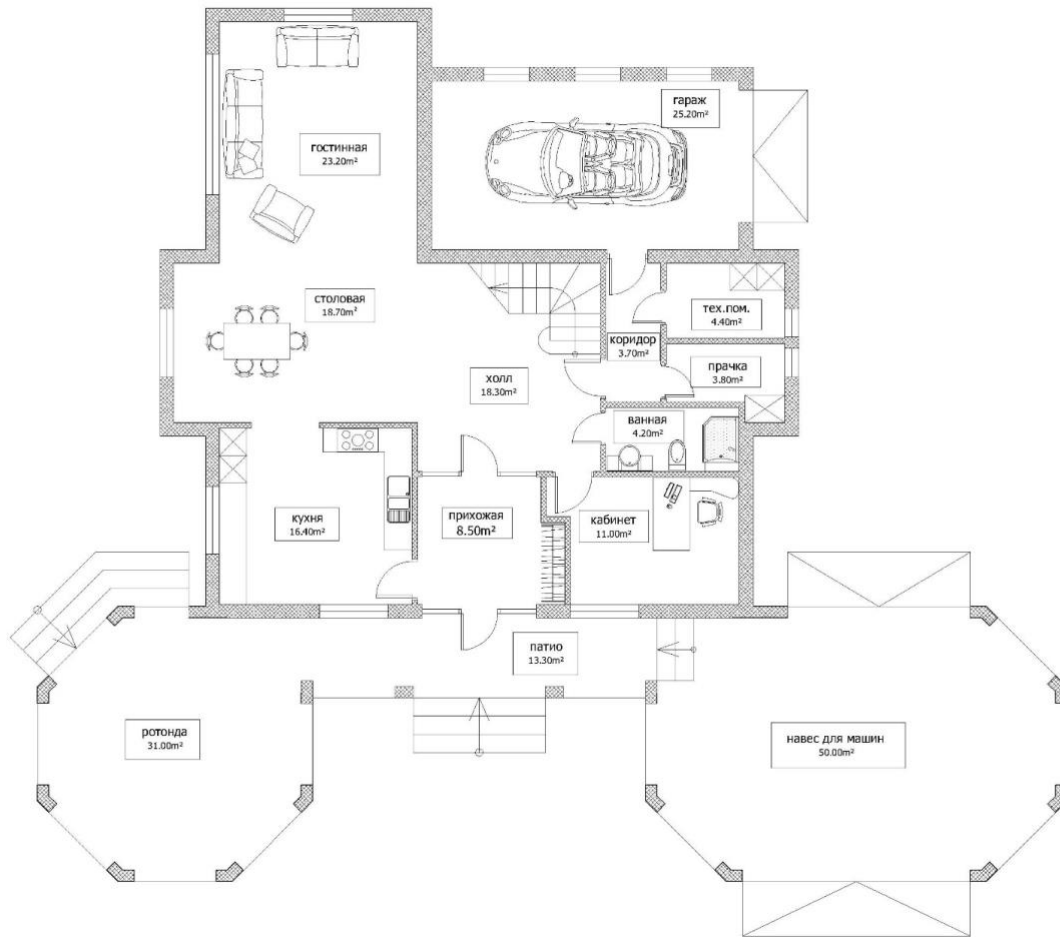 гараж
25.20m²
гостинная
23.20m²
столовая
18.70m²
тех.пом.
4.40m²
коридор
3.70m²
прачка
3.80m²
холл
18.30m²
ванная
4.20m²
кухня
16.40m²
прихожая
8.50m²
кабинет
11.00m²
патио
13.30m²
ротонда
31.00m²
навес для машин
50.00m²